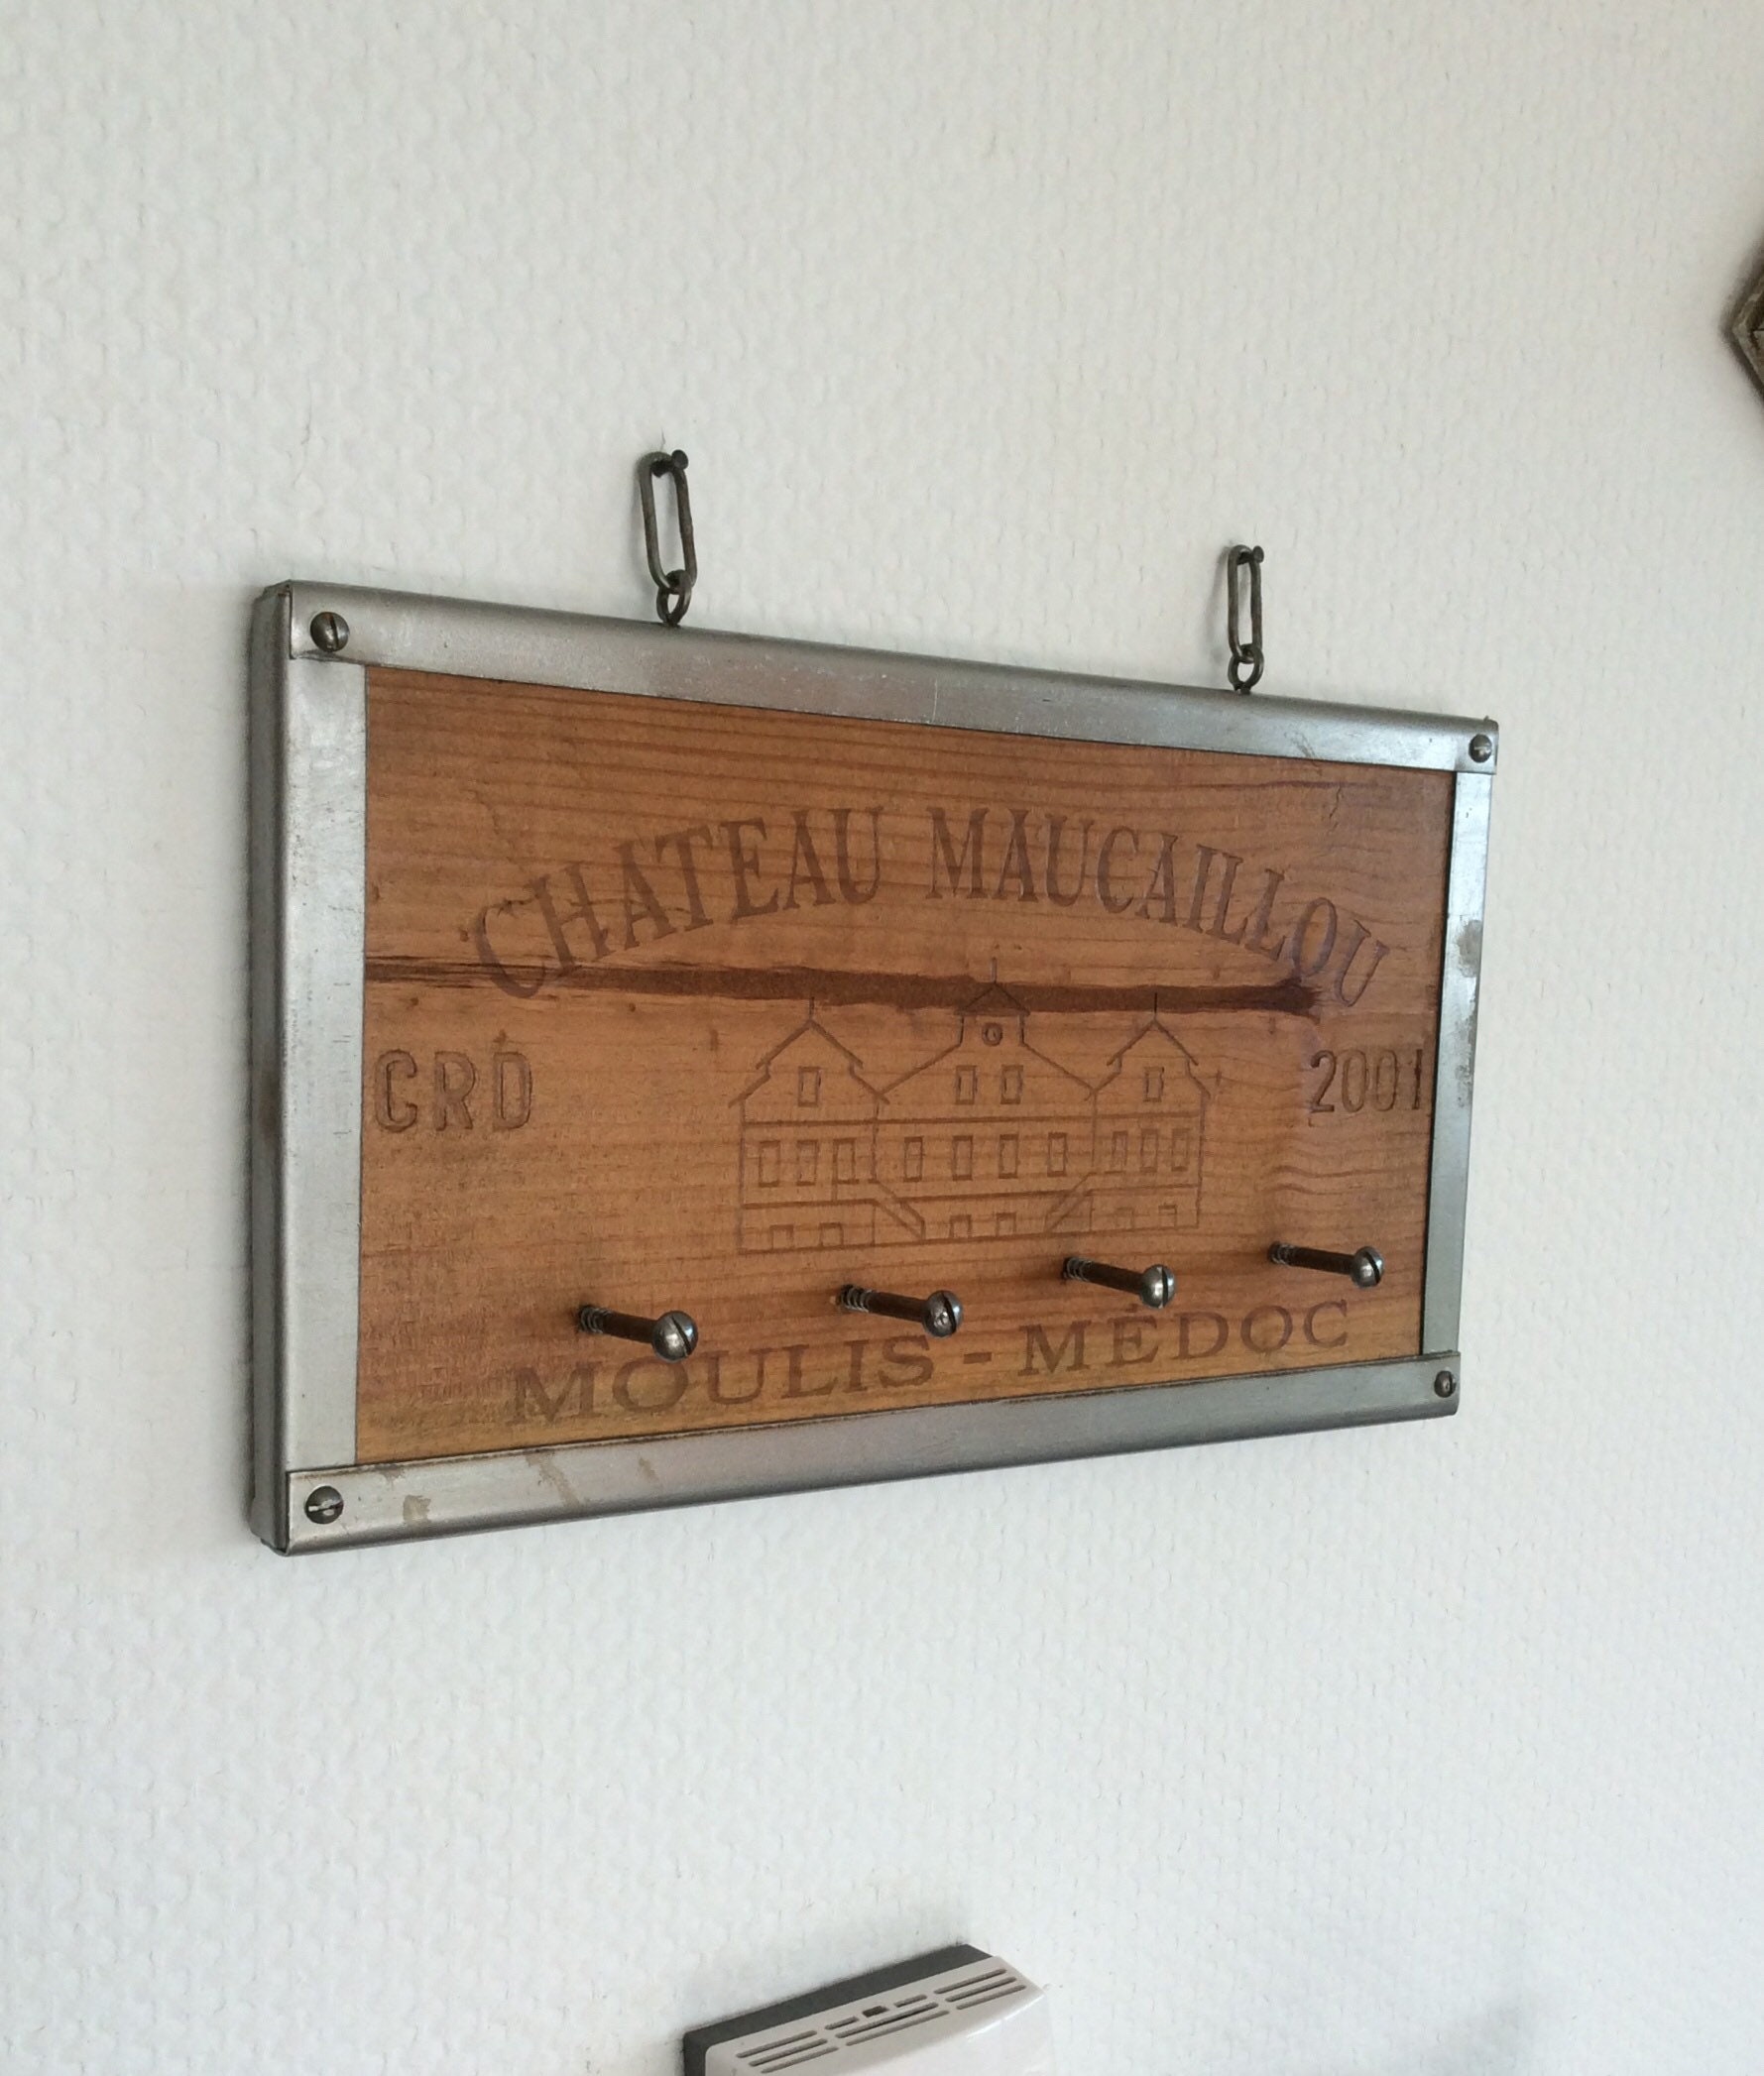 CHATEAU MAUCAILLOU
CRD 2001
MOULIS - MÉDOC